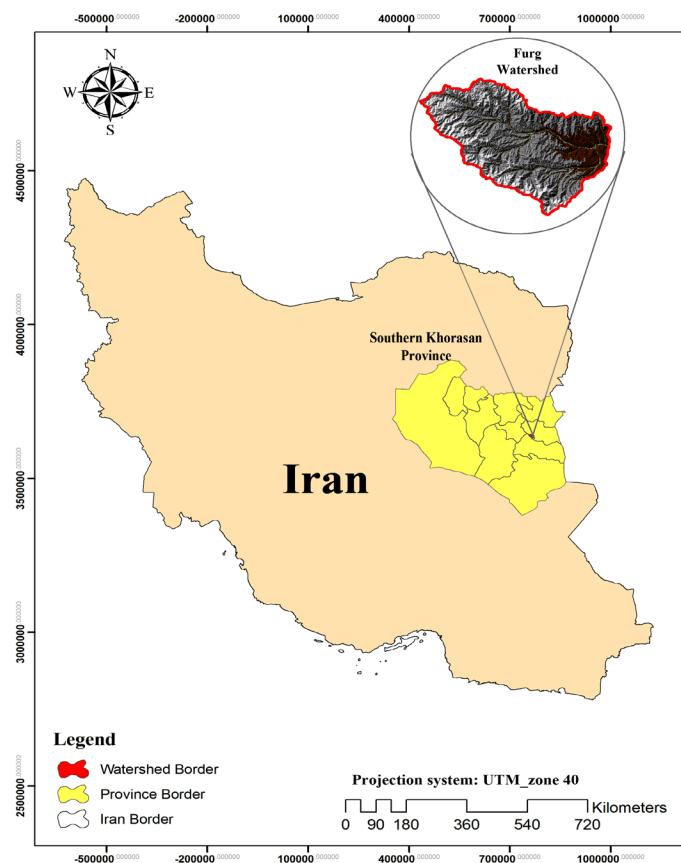 -500000.000000 -200000.000000 100000.000000 400000.000000 700000.000000 1000000.000000
Furg
Watershed
N
W E
S
4500000.000000
4000000.000000
Southern Khorasan
Province
Iran
3500000.000000
3000000.000000
2500000.000000
Legend
Watershed Border
Province Border
Iran Border
Projection system: UTM_zone 40
Kilometers
0 90 180 360 540 720
-500000.000000 -200000.000000 100000.000000 400000.000000 700000.000000 1000000.000000